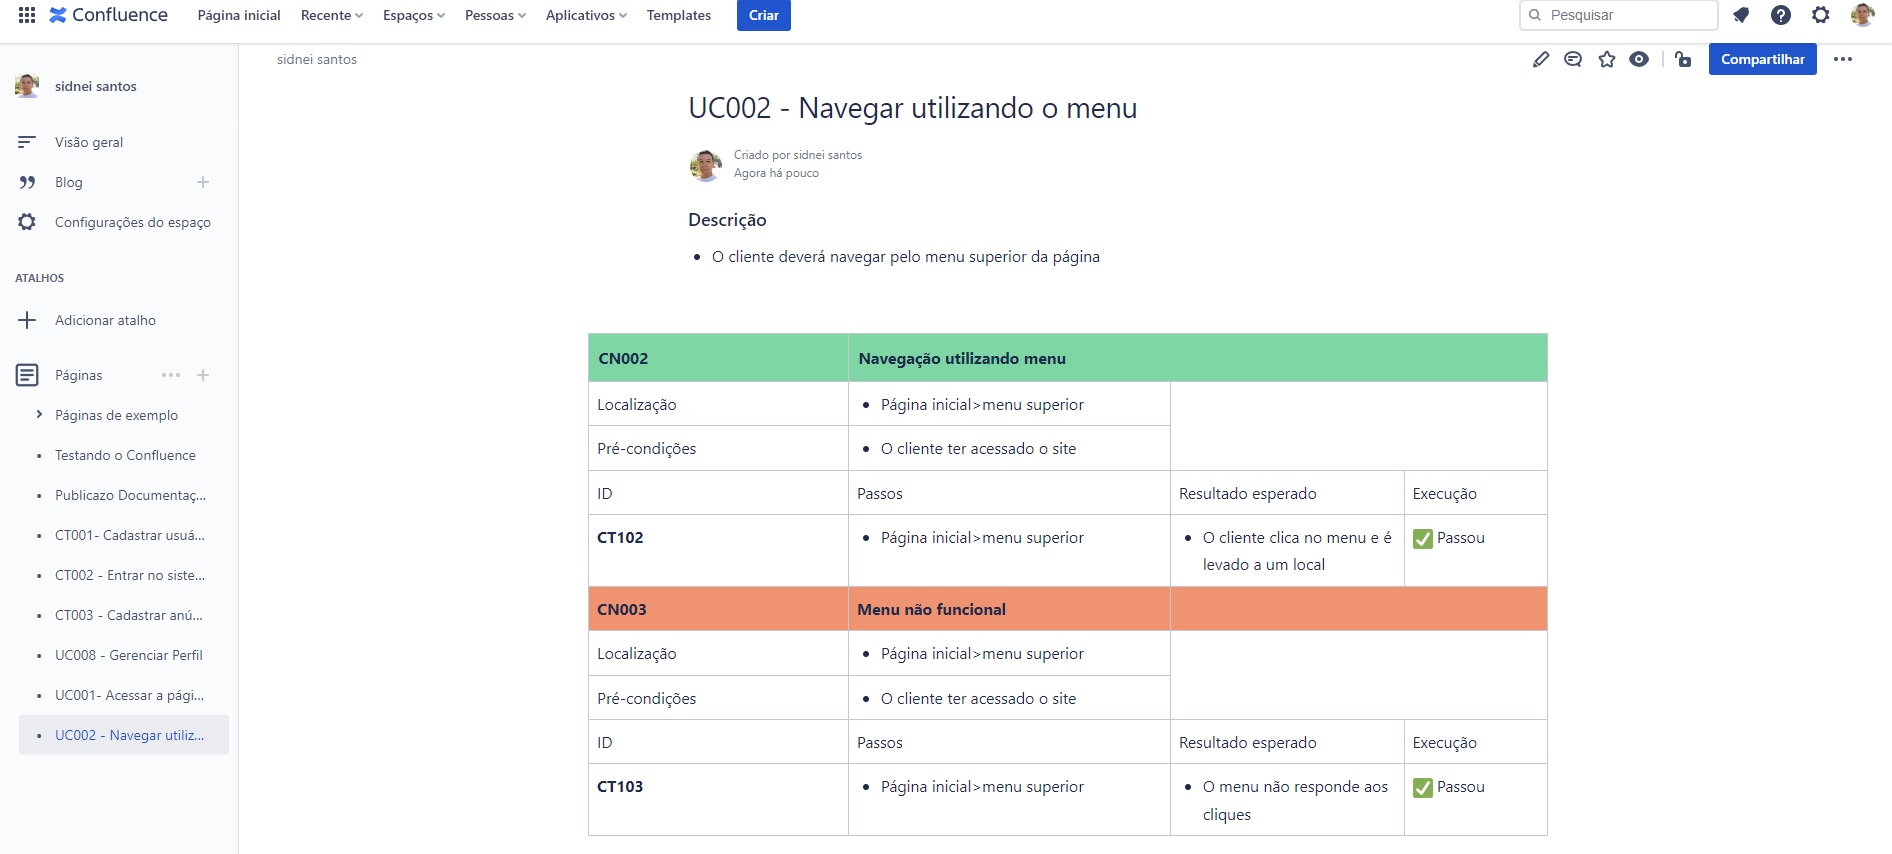 Confluence Página inicial Recente Espaços Pessoas Aplicativos Templates Criar Pesquisar
sidnei santos
Visão geral
Blog
Configurações do espaço
ATALHOS
Adicionar atalho
Páginas
Páginas de exemplo
Testando o Confluence
Publicazo Documentaç...
CT001- Cadastrar usuá...
CT002 - Entrar no siste...
CT003 - Cadastrar anú...
UC008 - Gerenciar Perfil
UC001- Acessar a pági...
UC002 - Navegar utiliz...
sidnei santos
Compartilhar
UC002 - Navegar utilizando o menu
Criado por sidnei santos
Agora há pouco
Descrição
• O cliente deverá navegar pelo menu superior da página
CN002 Navegação utilizando menu
Localização • Página inicial>menu superior
Pré-condições • O cliente ter acessado o site
ID Passos Resultado esperado Execução
CT102 • Página inicial>menu superior • O cliente clica no menu e é ✅ Passou
levado a um local
CN003 Menu não funcional
Localização • Página inicial>menu superior
Pré-condições • O cliente ter acessado o site
ID Passos Resultado esperado Execução
CT103 • Página inicial>menu superior • O menu não responde aos ✅ Passou
cliques